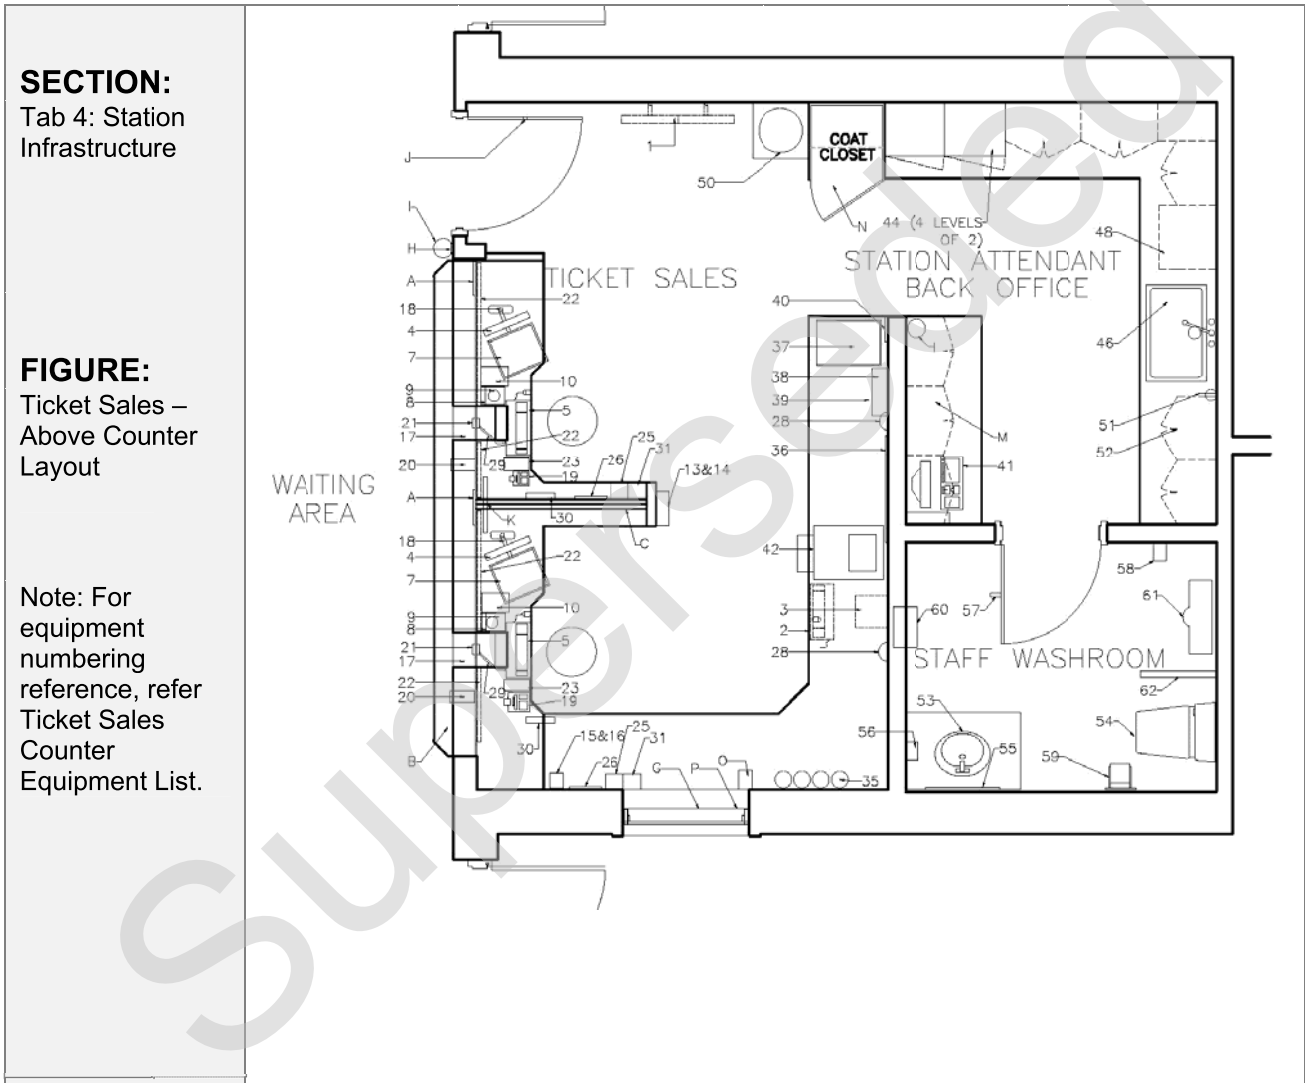 SECTION:
Tab 4: Station
Infrastructure
FIGURE:
Ticket Sales –
Above Counter
Layout
Note: For
equipment
numbering
reference, refer
Ticket Sales
Counter
Equipment List.
Superseded
J
1
50
COAT
CLOSET
N
44 (4 LEVELS
OF 2)
I
H
A
TICKET SALES
STATION ATTENDANT
BACK OFFICE
48
18
22
40
4
46
7
37
10
38
9
8
39
5
21
28
51
17
22
25
M
52
20
29
23
26
31
36
41
19
13&14
WAITING
AREA
A
K
30
C
18
4
22
42
7
58
10
57
61
9
8
3
60
21
5
2
17
28
STAFF WASHROOM
22
29
23
62
20
19
53
54
30
15&16
25
31
56
55
B
26
G
P
O
35
59